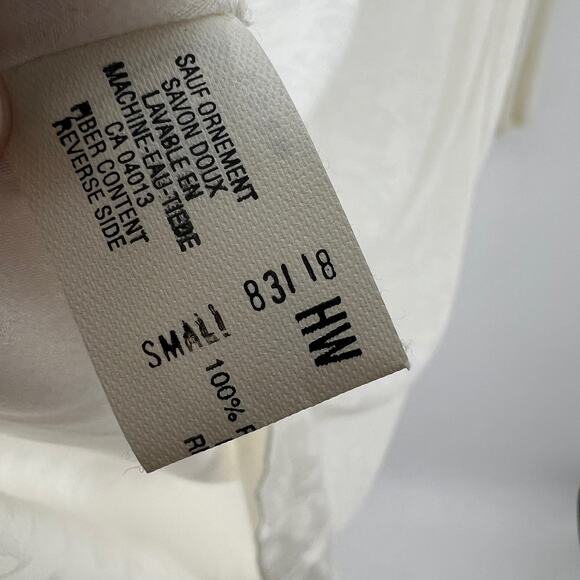 SAUF ORNEMENT
SAVON DOUX
LAVABLE EN
MACHINE-EAU-TIEDE
CA 04013
FIBER CONTENT
REVERSE SIDE
83118
HW
SMALL
100%